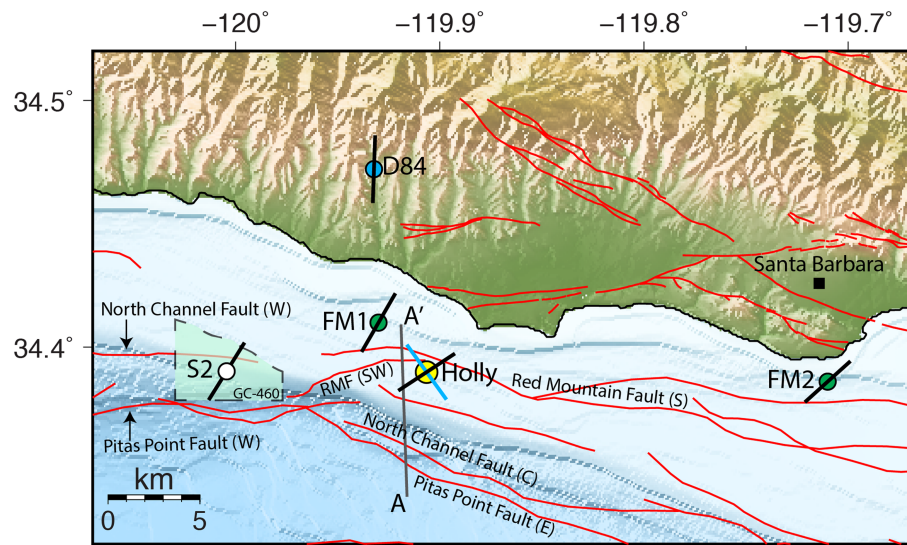 −120° −119.9° −119.8° −119.7°
34.5°
D84
Santa Barbara
North Channel Fault (W)
FM1
A’
34.4°
S2
RMF (SW)
Holly
FM2
GC-460
Red Mountain Fault (S)
Pitas Point Fault (W)
North Channel Fault (C)
km
A
Pitas Point Fault (E)
0 5